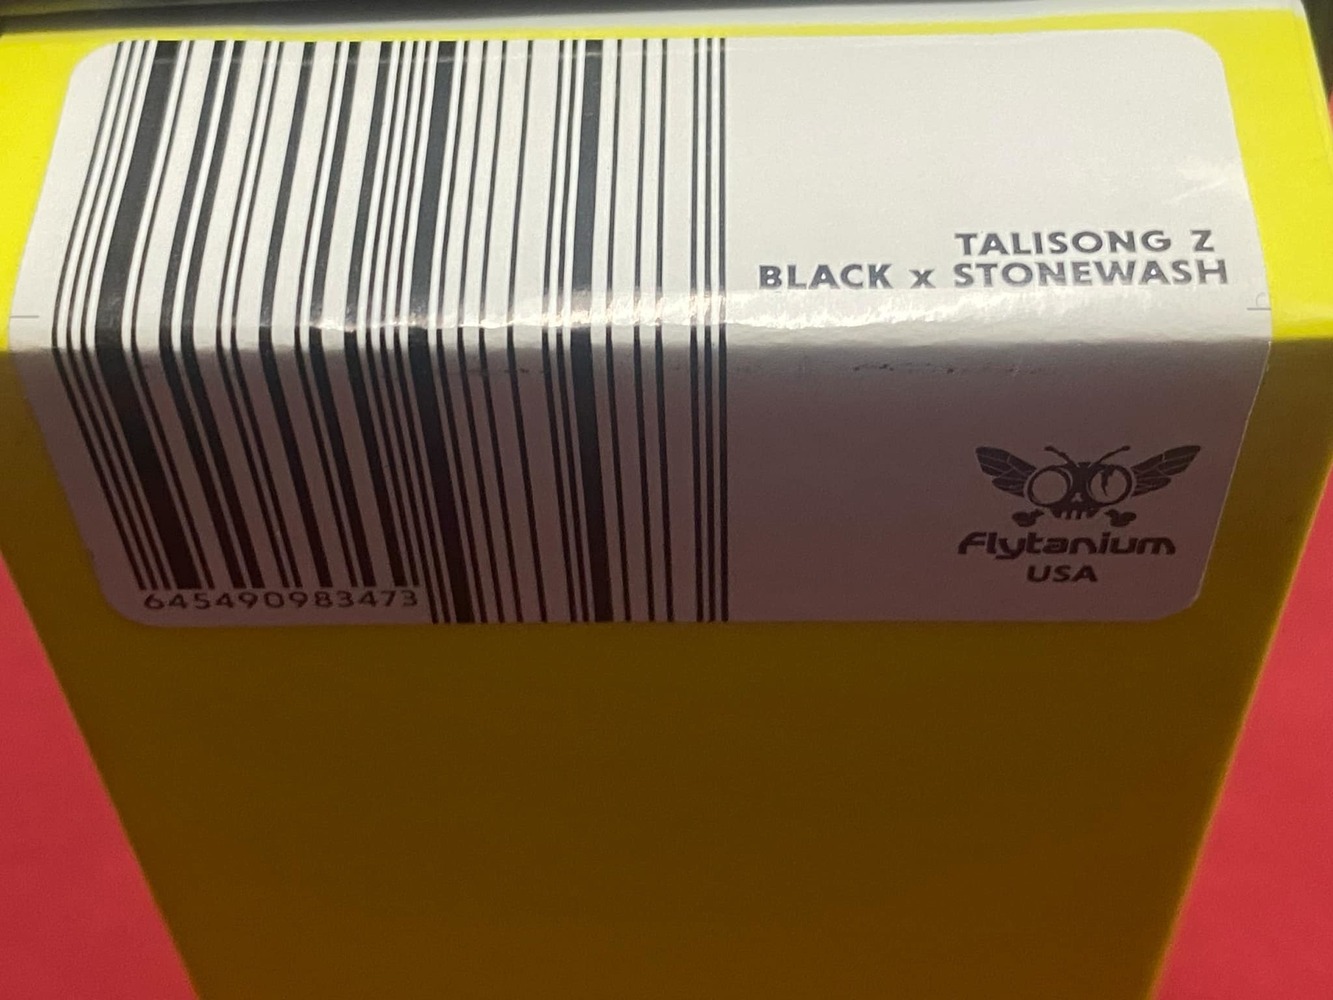 TALISONG Z
BLACK x STONEWASH
Flytanium
USA
645490983473